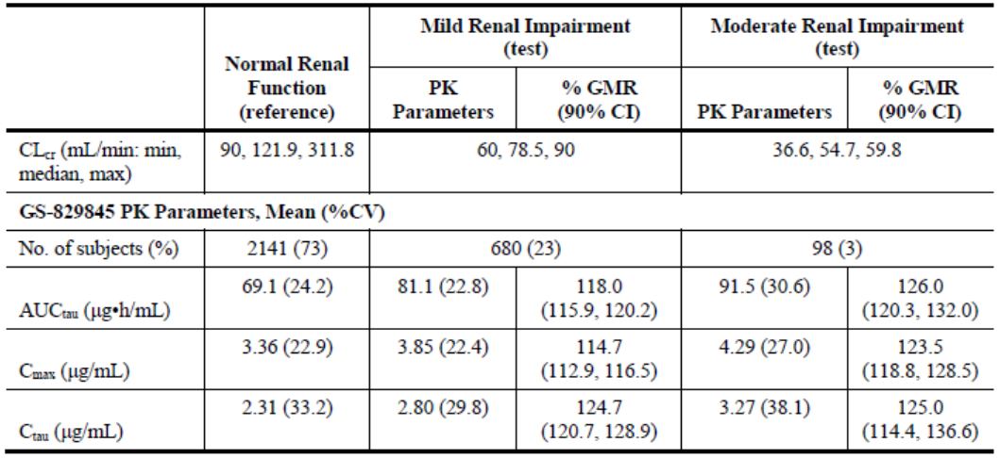 Normal Renal Function (reference)
Mild Renal Impairment (test)
Moderate Renal Impairment (test)
PK Parameters
% GMR (90% CI)
PK Parameters
% GMR (90% CI)
CLcr (mL/min: min, median, max)
90, 121.9, 311.8
60, 78.5, 90
36.6, 54.7, 59.8
GS-829845 PK Parameters, Mean (%CV)
No. of subjects (%)
2141 (73)
680 (23)
98 (3)
AUCtau (µg•h/mL)
69.1 (24.2)
81.1 (22.8)
118.0 (115.9, 120.2)
91.5 (30.6)
126.0 (120.3, 132.0)
Cmax (µg/mL)
3.36 (22.9)
3.85 (22.4)
114.7 (112.9, 116.5)
4.29 (27.0)
123.5 (118.8, 128.5)
Ctau (µg/mL)
2.31 (33.2)
2.80 (29.8)
124.7 (120.7, 128.9)
3.27 (38.1)
125.0 (114.4, 136.6)